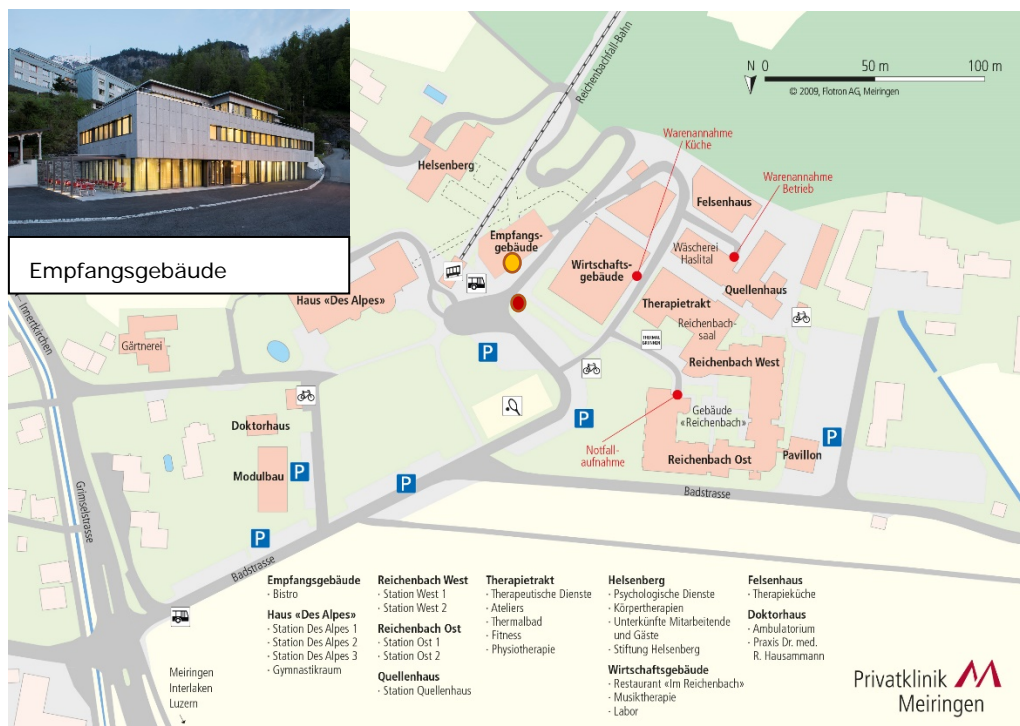 Empfangsgebäude
Reichenbachfall-Bahn
N 0 50 m 100 m
© 2009, Flotron AG, Meiringen
Helsenberg
Warenannahme
Küche
Felsenhaus
Warenannahme
Betrieb
Empfangs-
gebäude
Wäscherei
Haslital
Wirtschafts-
gebäude
Quellenhaus
Haus «Des Alpes»
Therapietrakt
Reichenbach-
saal
Innertkirchen
Gärtnerei
P
Reichenbach West
Doktorhaus
Gebäude
«Reichenbach»
P
P
Notfall-
aufnahme
Reichenbach Ost
Pavillon
Modulbau
P
P
Grimselstrasse
Badstrasse
P
Badstrasse
Empfangsgebäude
· Bistro
Haus «Des Alpes»
· Station Des Alpes 1
· Station Des Alpes 2
· Station Des Alpes 3
· Gymnastikraum
Reichenbach West
· Station West 1
· Station West 2
Reichenbach Ost
· Station Ost 1
· Station Ost 2
Quellenhaus
· Station Quellenhaus
Therapietrakt
· Therapeutische Dienste
· Ateliers
· Thermalbad
· Fitness
· Physiotherapie
Helsenberg
· Psychologische Dienste
· Körpertherapien
· Unterkünfte Mitarbeitende
und Gäste
· Stiftung Helsenberg
Wirtschaftsgebäude
· Restaurant «Im Reichenbach»
· Musiktherapie
· Labor
Felsenhaus
· Therapieküche
Doktorhaus
· Ambulatorium
· Praxis Dr. med.
R. Hausammann
Meiringen
Interlaken
Luzern
Privatklinik
Meiringen